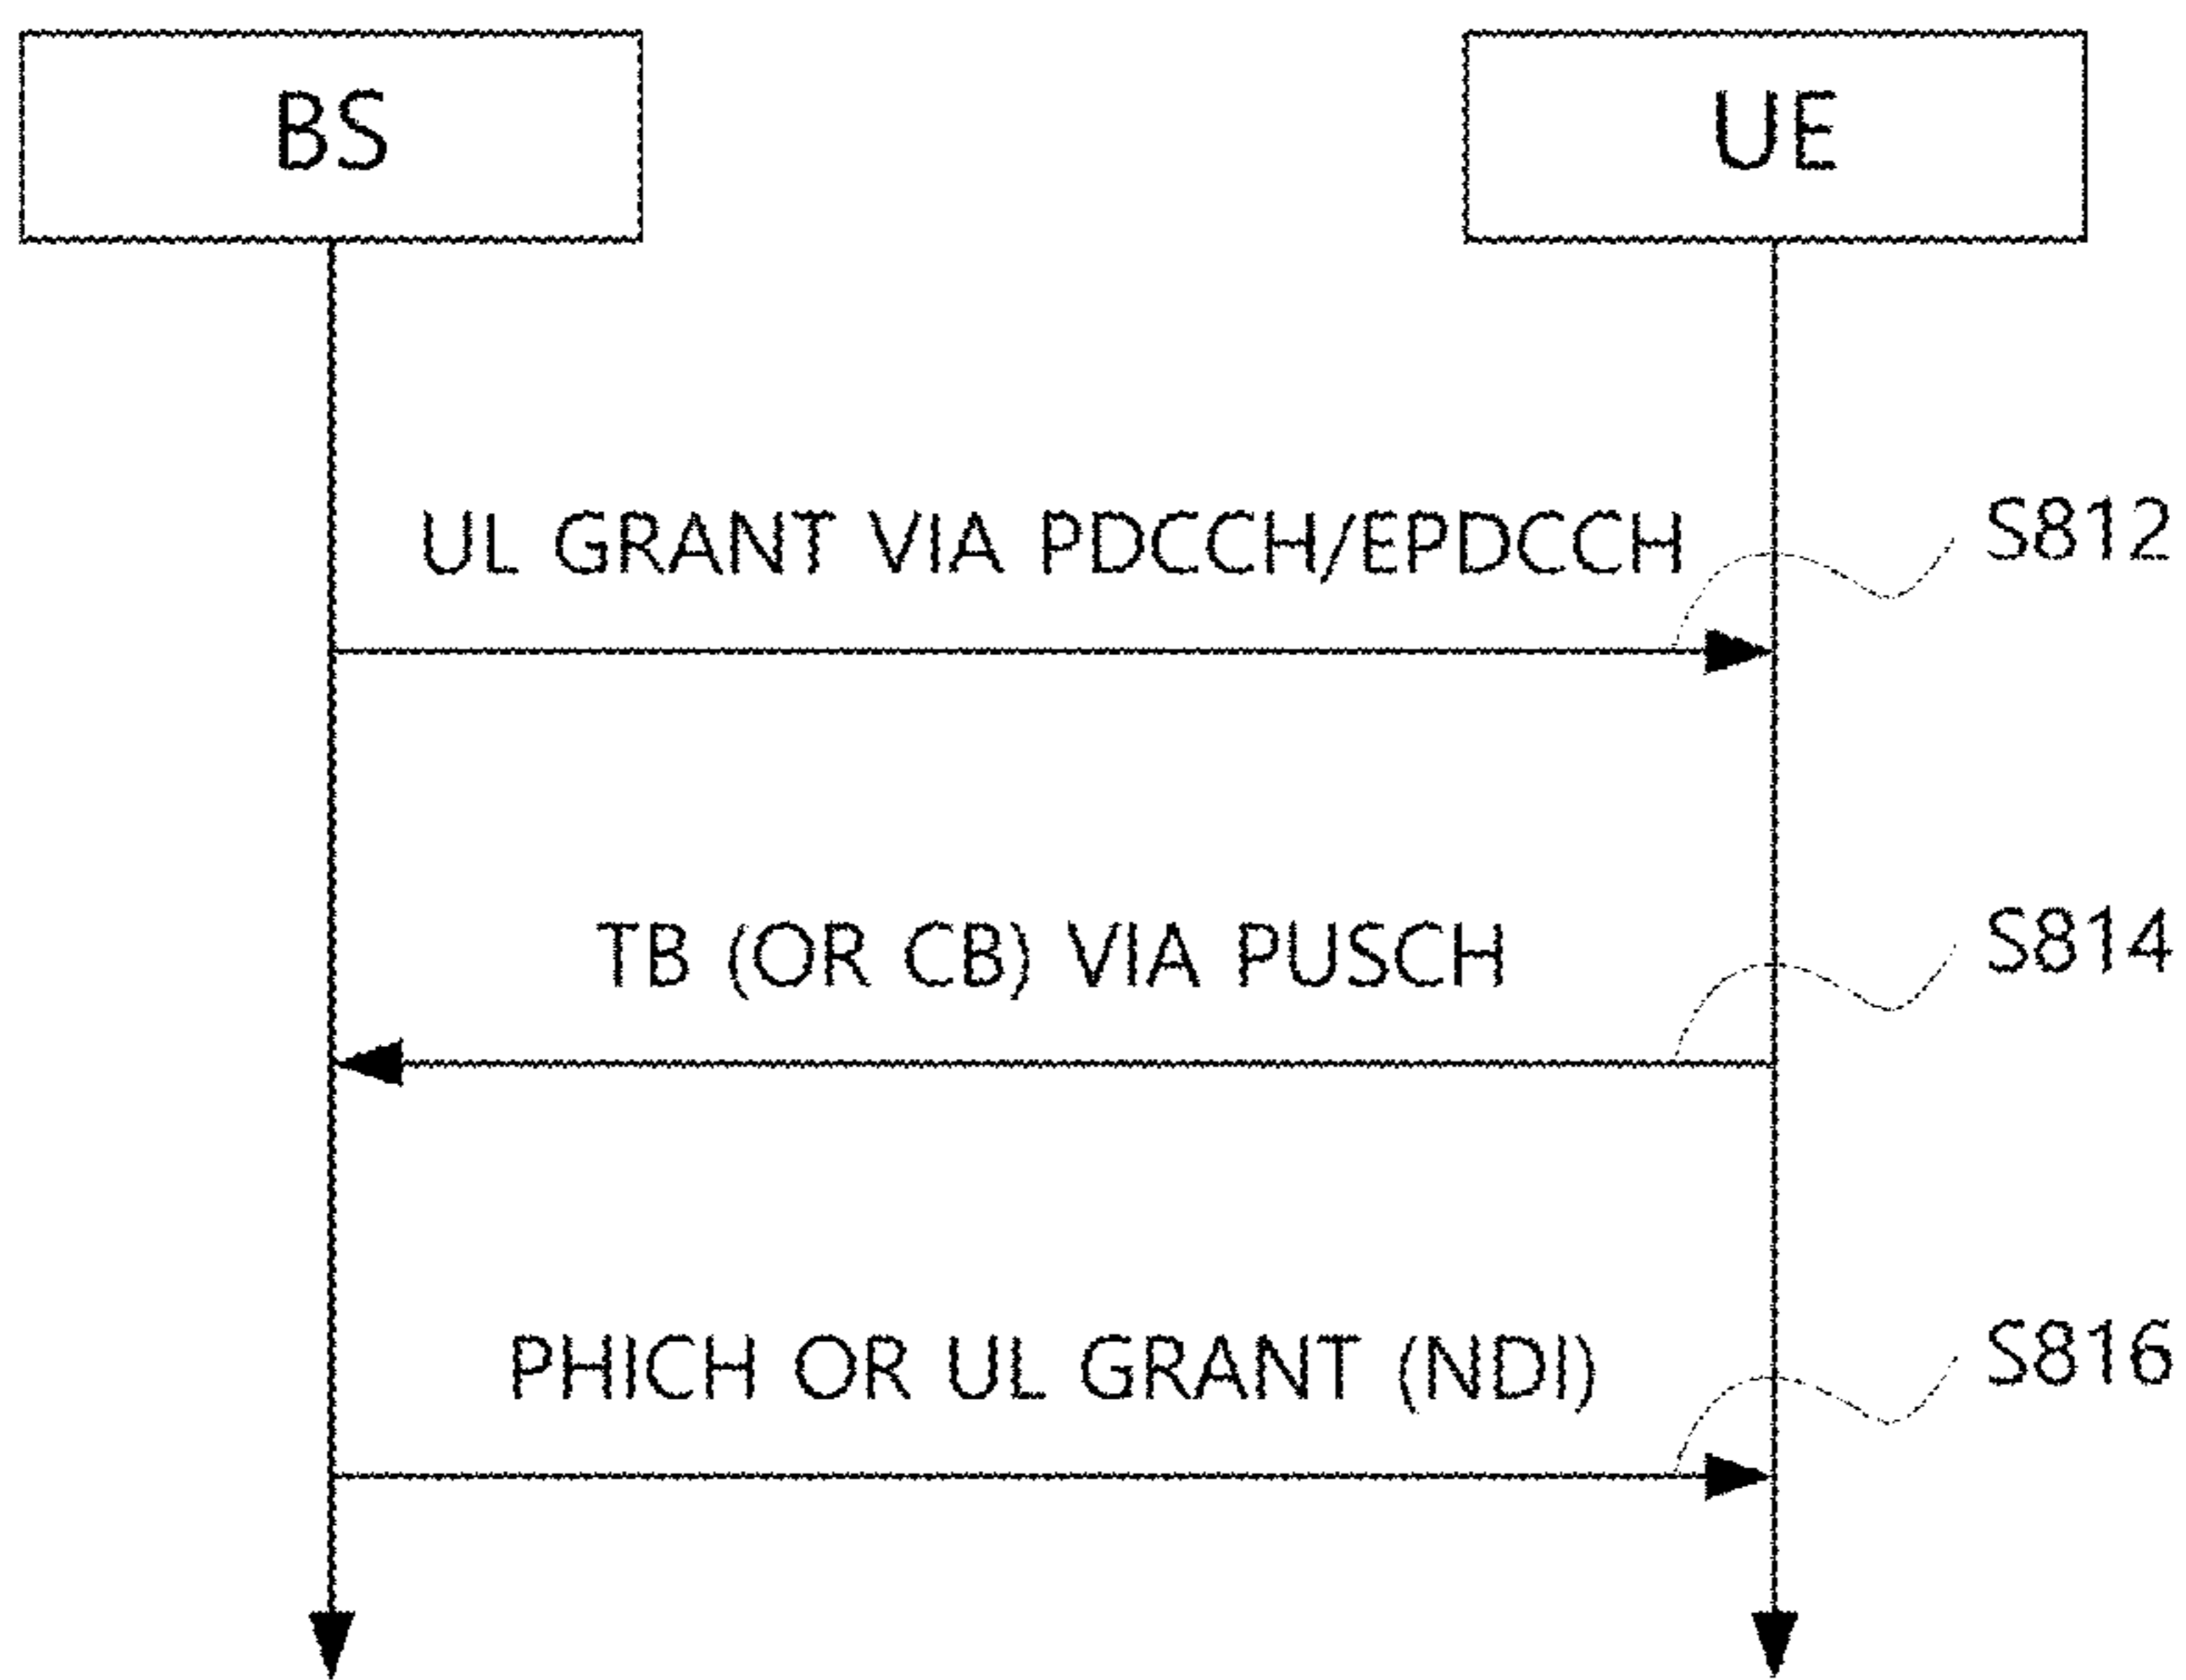 BS
UE
UL GRANT VIA PDCCH/EPDCCH
S812
TB (OR CB) VIA PUSCH
S814
PHICH OR UL GRANT (NDI)
S816